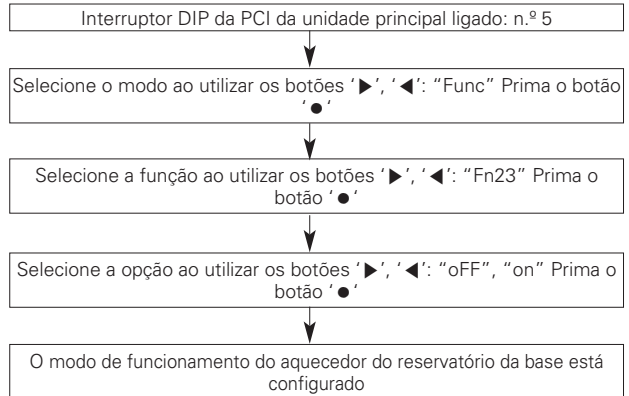 Interruptor DIP da PCI da unidade principal ligado: n.º 5
Selecione o modo ao utilizar os botões ‘▶’, ‘◀’: “Func” Prima o botão
‘ ● ‘
Selecione a função ao utilizar os botões ‘▶’, ‘◀’: “Fn23” Prima o
botão ‘ ● ‘
Selecione a opção ao utilizar os botões ‘▶’, ‘◀’: “oFF”, “on” Prima o
botão ‘ ● ‘
O modo de funcionamento do aquecedor do reservatório da base está
configurado